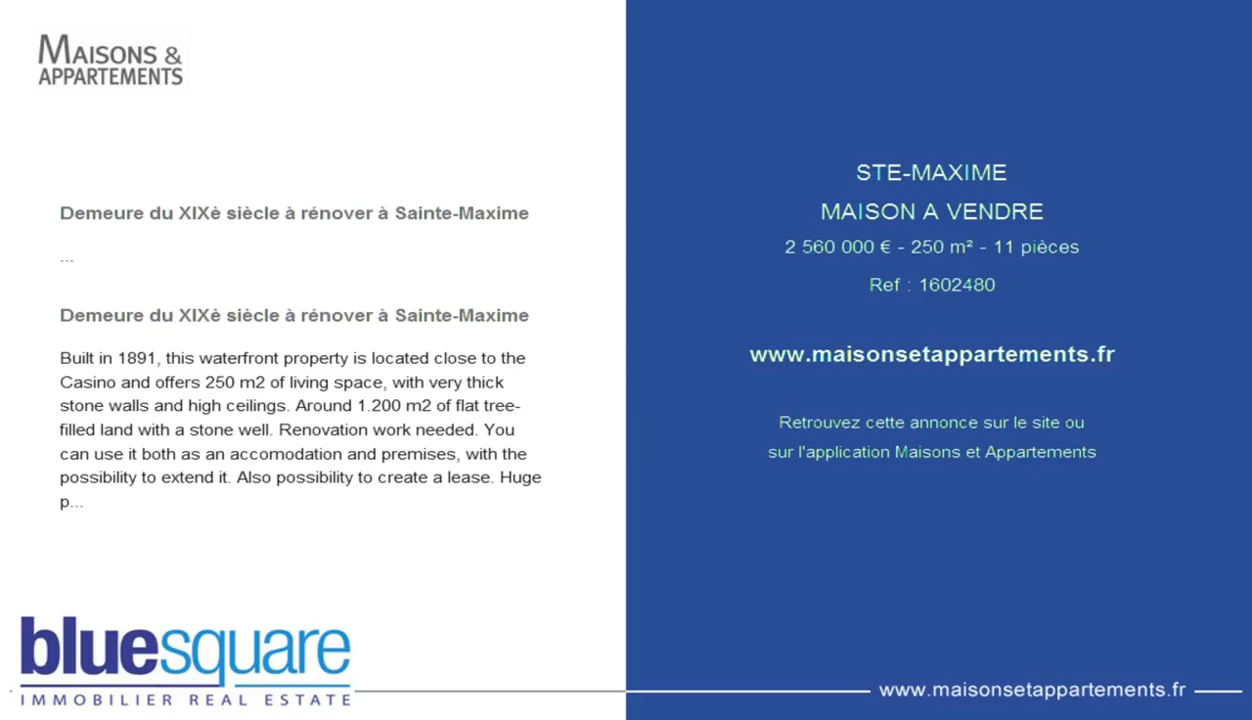 MAISONS &
APPARTEMENTS
Demeure du XIXè siècle à rénover à Sainte-Maxime
...
Demeure du XIXè siècle à rénover à Sainte-Maxime
Built in 1891, this waterfront property is located close to the
Casino and offers 250 m2 of living space, with very thick
stone walls and high ceilings. Around 1.200 m2 of flat tree-
filled land with a stone well. Renovation work needed. You
can use it both as an accomodation and premises, with the
possibility to extend it. Also possibility to create a lease. Huge
p...
bluesquare
IMMOBILIER REAL ESTATE
STE-MAXIME
MAISON A VENDRE
2 560 000 € - 250 m² - 11 pièces
Ref : 1602480
www.maisonsetappartements.fr
Retrouvez cette annonce sur le site ou
sur l'application Maisons et Appartements
www.maisonsetappartements.fr